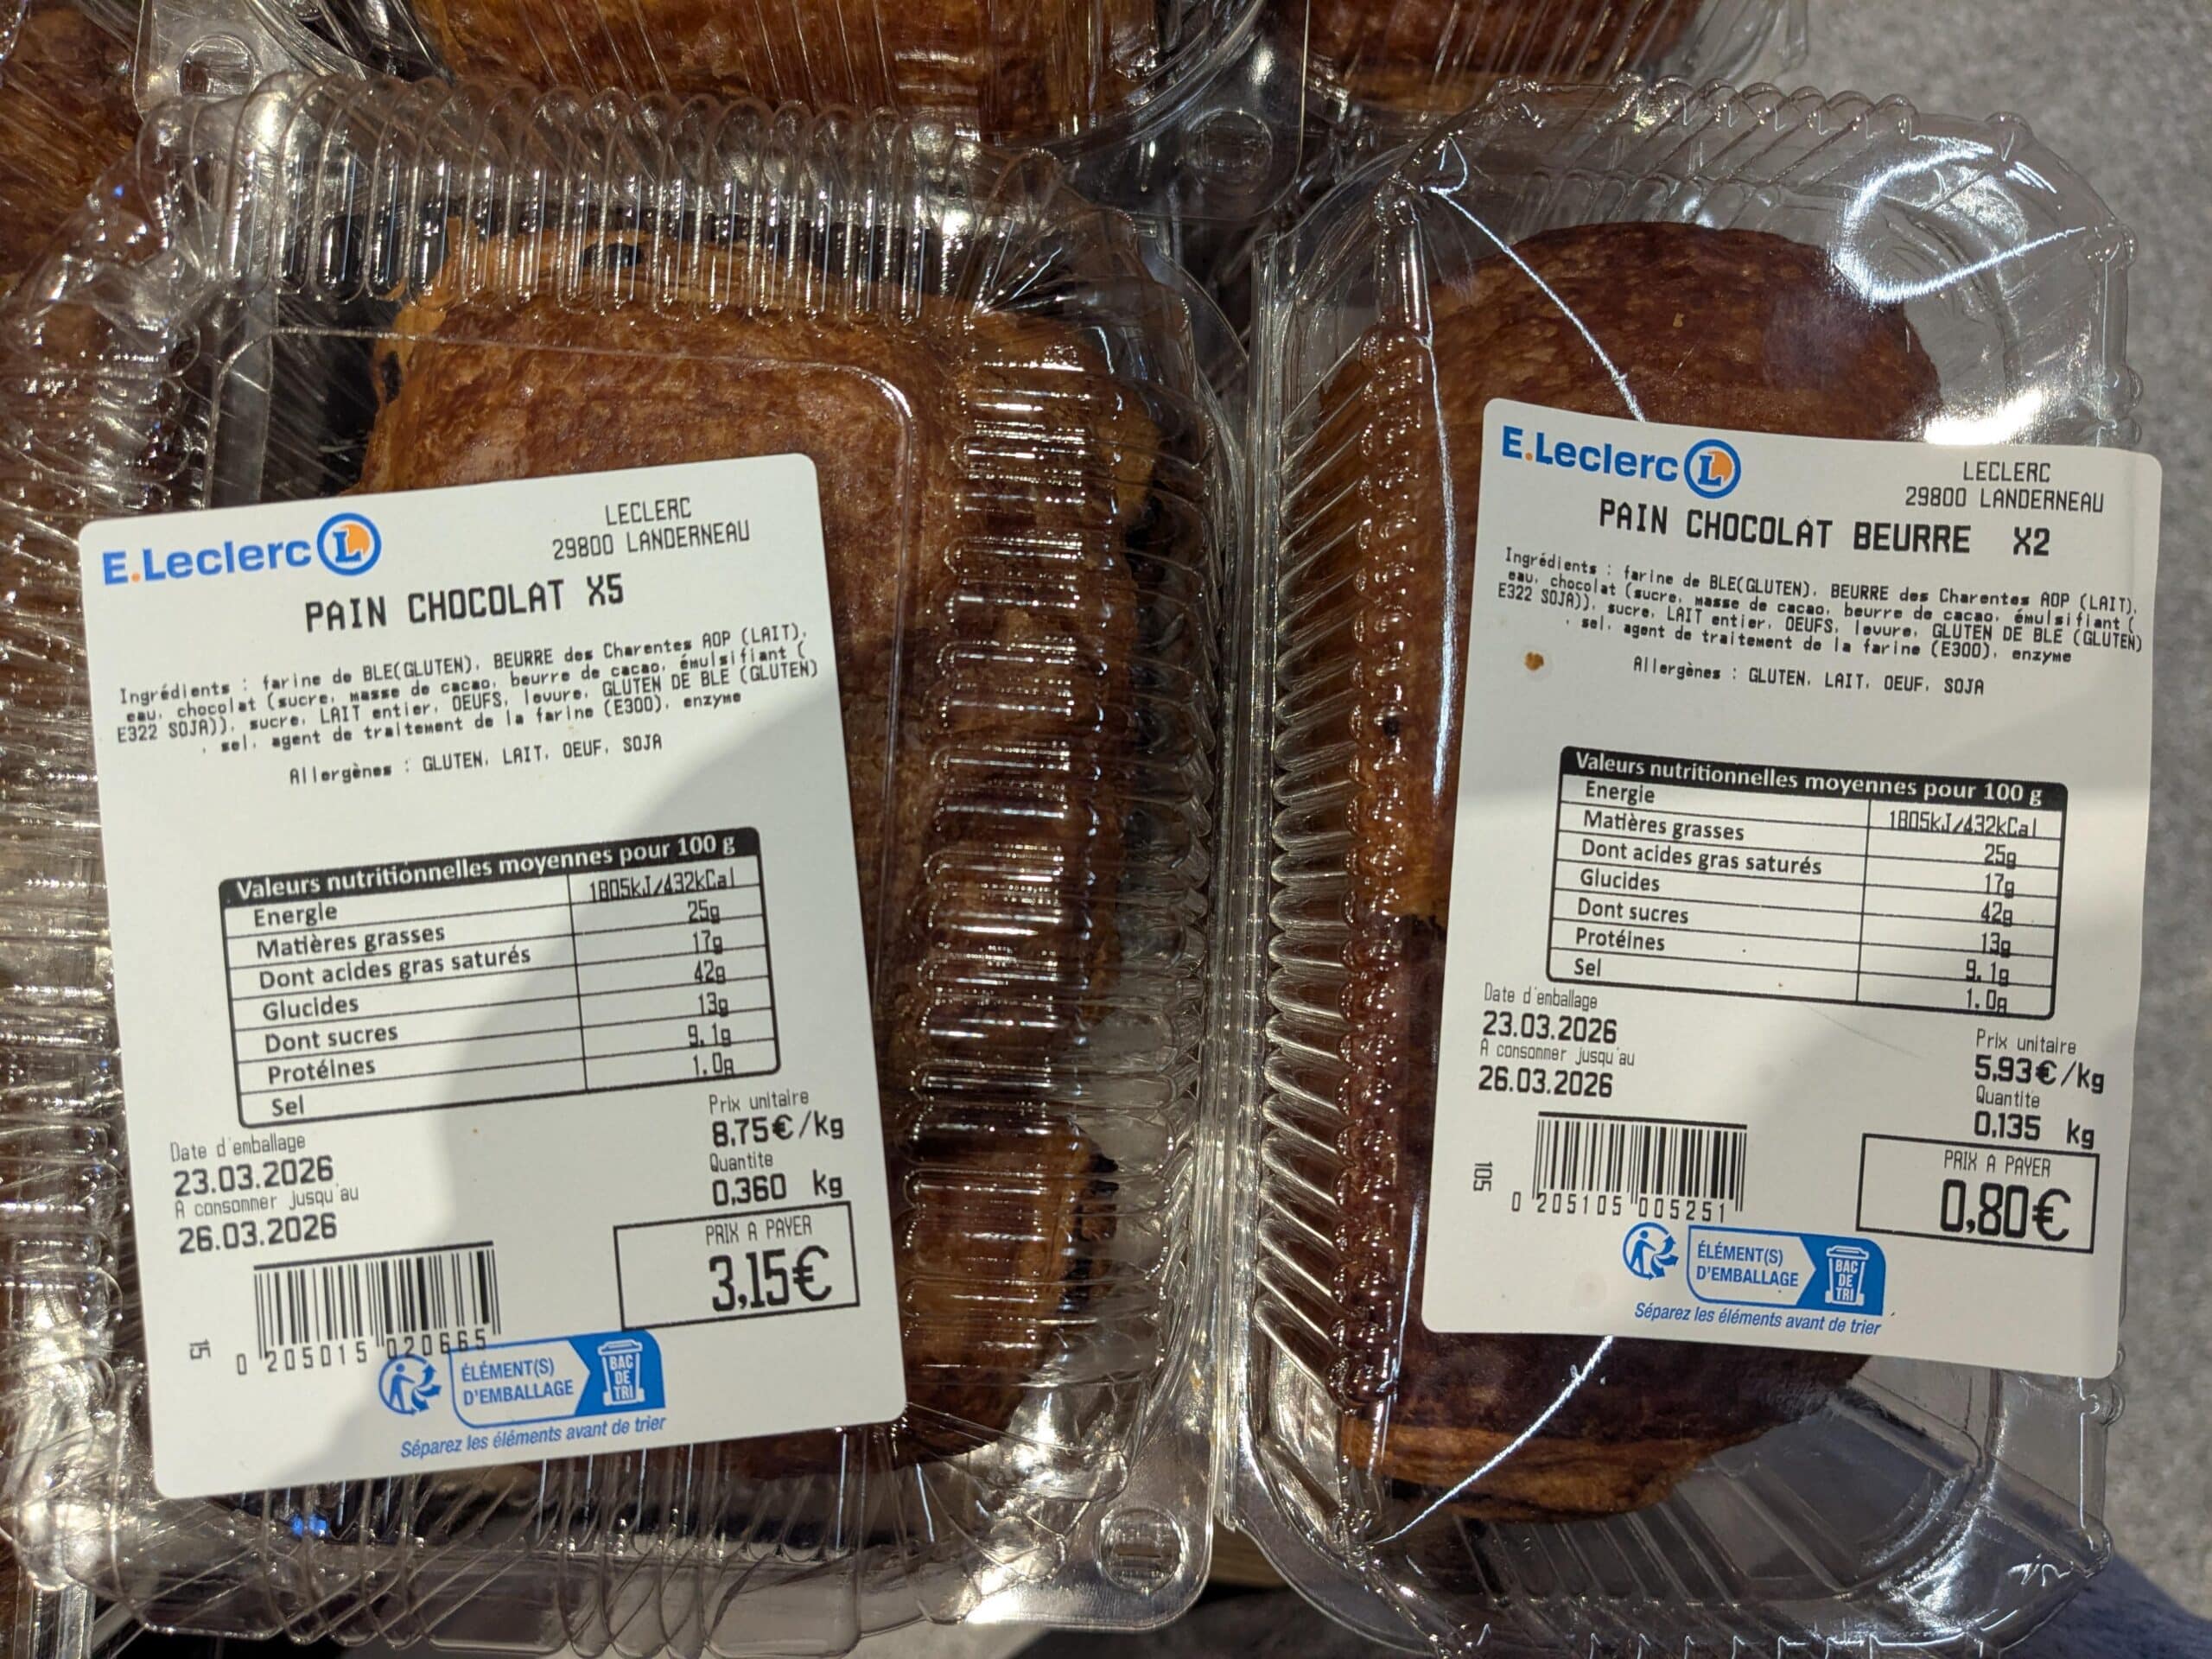 E.Leclerc L
LECLERC
29800 LANDERNEAU
PAIN CHOCOLAT X5
Ingrédients : farine de BLE(GLUTEN), BEURRE des Charentes AOP (LAIT),
eau, chocolat (sucre, masse de cacao, beurre de cacao, émulsifiant (
E322 SOJA)), sucre, LAIT entier, OEUFS, levure, GLUTEN DE BLE (GLUTEN)
, sel, agent de traitement de la farine (E300), enzyme
Allergènes : GLUTEN, LAIT, OEUF, SOJA
Valeurs nutritionnelles moyennes pour 100 g
Energie 1805kJ/432kCal
Matières grasses 25g
Dont acides gras saturés 17g
Glucides 42g
Dont sucres 13g
Protéines 9.1g
Sel 1.0g
Date d'emballage
23.03.2026
A consommer jusqu'au
26.03.2026
Prix unitaire
8,75€/kg
Quantite
0,360 kg
PRIX A PAYER
3,15€
15
0 205015 020665
ÉLÉMENT(S)
D'EMBALLAGE
BAC
DE
TRI
Séparez les éléments avant de trier
E.Leclerc L
LECLERC
29800 LANDERNEAU
PAIN CHOCOLAT BEURRE X2
Ingrédients : farine de BLE(GLUTEN), BEURRE des Charentes AOP (LAIT),
eau, chocolat (sucre, masse de cacao, beurre de cacao, émulsifiant (
E322 SOJA)), sucre, LAIT entier, OEUFS, levure, GLUTEN DE BLE (GLUTEN)
, sel, agent de traitement de la farine (E300), enzyme
Allergènes : GLUTEN, LAIT, OEUF, SOJA
Valeurs nutritionnelles moyennes pour 100 g
Energie 1805kJ/432kCal
Matières grasses 25g
Dont acides gras saturés 17g
Glucides 42g
Dont sucres 13g
Protéines 9.1g
Sel 1.0g
Date d'emballage
23.03.2026
A consommer jusqu'au
26.03.2026
Prix unitaire
5,93€/kg
Quantite
0,135 kg
PRIX A PAYER
0,80€
105
0 205105 005251
ÉLÉMENT(S)
D'EMBALLAGE
BAC
DE
TRI
Séparez les éléments avant de trier